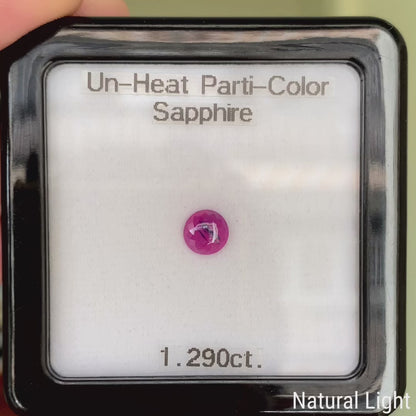 Un-Heat Parti-Color
Sapphire
1.290ct.
Natural Light